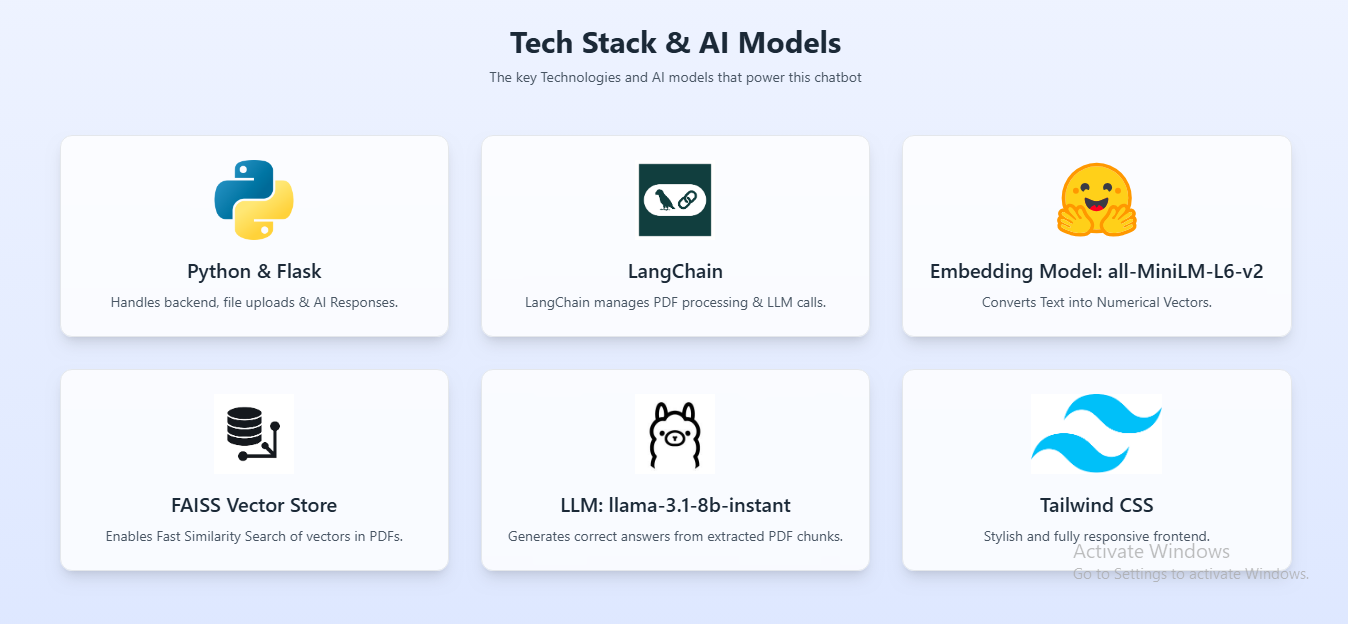 Tech Stack & AI Models
The key Technologies and AI models that power this chatbot
Python & Flask
Handles backend, file uploads & AI Responses.
LangChain
LangChain manages PDF processing & LLM calls.
Embedding Model: all-MiniLM-L6-v2
Converts Text into Numerical Vectors.
FAISS Vector Store
Enables Fast Similarity Search of vectors in PDFs.
LLM: llama-3.1-8b-instant
Generates correct answers from extracted PDF chunks.
Tailwind CSS
Stylish and fully responsive frontend.
Activate Windows
Go to Settings to activate Windows.